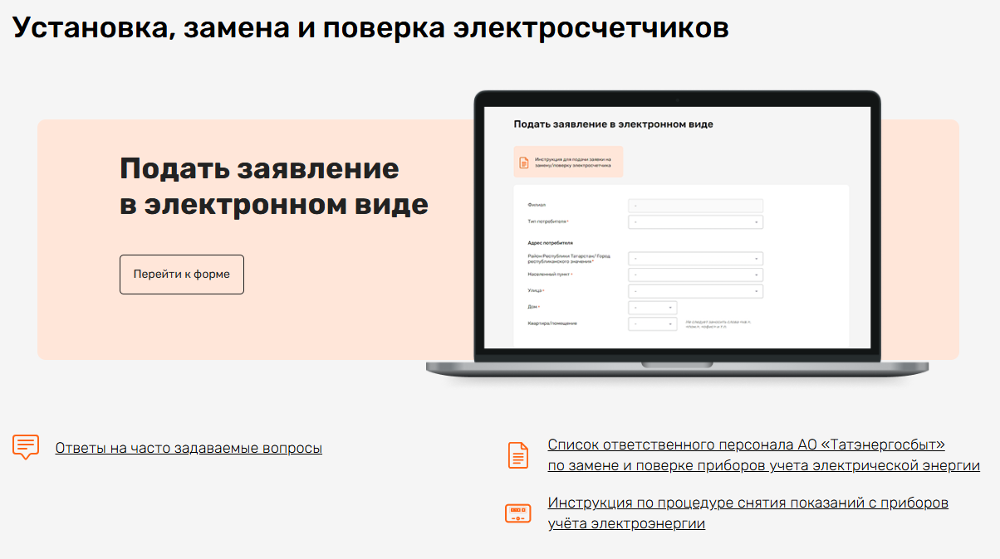 Установка, замена и поверка электросчетчиков
Подать заявление
в электронном виде
Перейти к форме
Подать заявление в электронном виде
Инструкция для подачи заявки на
замену/поверку электросчетчика
Филиал
-
Тип потребителя*
-
Адрес потребителя
Район Республики Татарстан/ Город
республиканского значения*
-
Населенный пункт *
-
Улица*
-
Дом *
-
Квартира/помещение
-
Не следует вносить слова
Ответы на часто задаваемые вопросы
Список ответственного персонала АО «Татэнергосбыт»
по замене и поверке приборов учета электрической энергии
Инструкция по процедуре снятия показаний с приборов
учёта электроэнергии